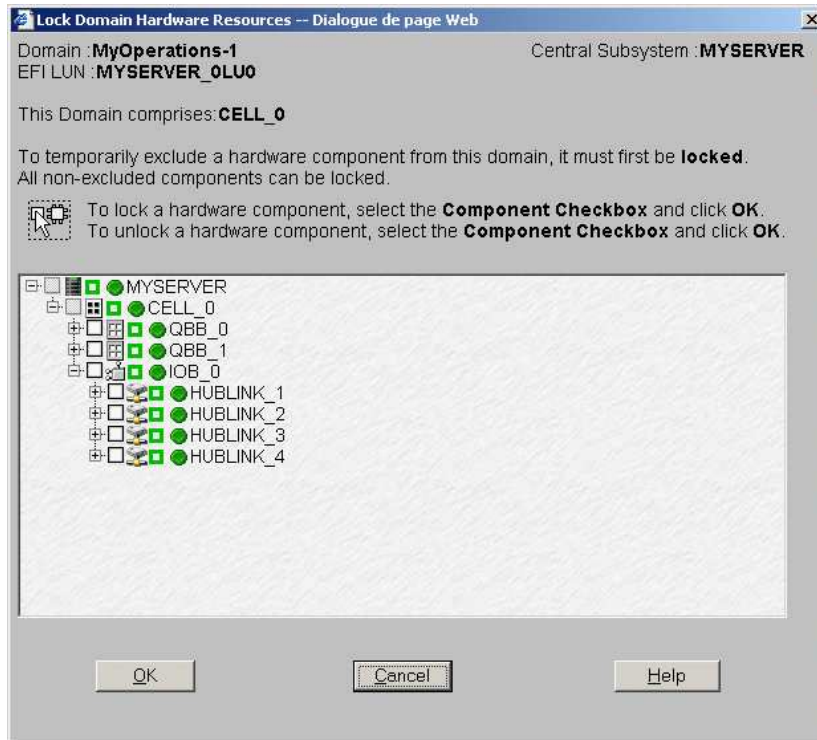 Lock Domain Hardware Resources -- Dialogue de page Web
Domain :MyOperations-1 Central Subsystem :MYSERVER
EFI LUN :MYSERVER_0LU0
This Domain comprises:CELL_0
To temporarily exclude a hardware component from this domain, it must first be locked.
All non-excluded components can be locked.
To lock a hardware component, select the Component Checkbox and click OK.
To unlock a hardware component, select the Component Checkbox and click OK.
MYSERVER
CELL_0
QBB_0
QBB_1
IOB_0
HUBLINK_1
HUBLINK_2
HUBLINK_3
HUBLINK_4
OK Cancel Help